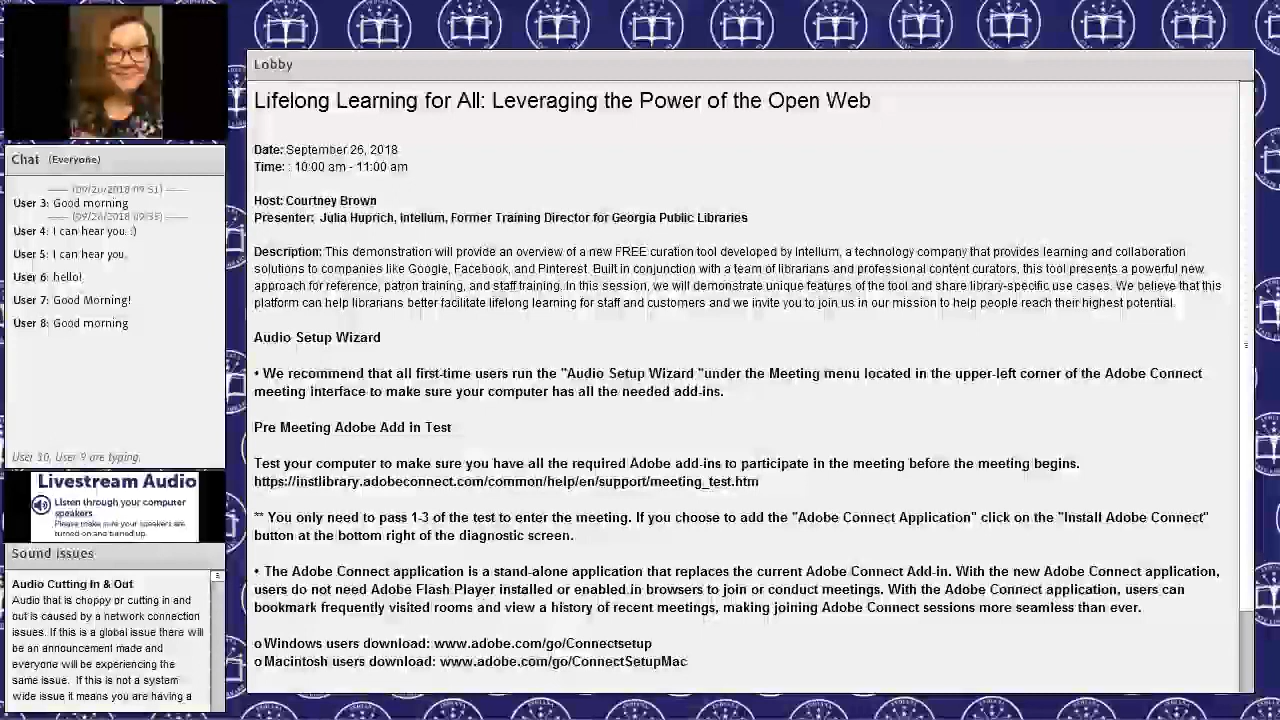 Chat (Everyone)
(09/26/2018 09:51)
User 3: Good morning
(09/26/2018 09:55)
User 4: I can hear you :)
User 5: I can hear you.
User 6: hello!
User 7: Good Morning!
User 8: Good morning
User 10, User 9 are typing.
Livestream Audio
Listen through your computer
speakers
Please make sure your speakers are
turned on and turned up.
Sound issues
Audio Cutting In & Out
Audio that is choppy or cutting in and
out is caused by a network connection
issues. If this is a global issue there will
be an announcement made and
everyone will be experiencing the
same issue. If this is not a system
wide issue it means you are having a
Lobby
Lifelong Learning for All: Leveraging the Power of the Open Web
Date: September 26, 2018
Time: : 10:00 am - 11:00 am
Host: Courtney Brown
Presenter: Julia Huprich, Intellum, Former Training Director for Georgia Public Libraries
Description: This demonstration will provide an overview of a new FREE curation tool developed by Intellum, a technology company that provides learning and collaboration
solutions to companies like Google, Facebook, and Pinterest. Built in conjunction with a team of librarians and professional content curators, this tool presents a powerful new
approach for reference, patron training, and staff training. In this session, we will demonstrate unique features of the tool and share library-specific use cases. We believe that this
platform can help librarians better facilitate lifelong learning for staff and customers and we invite you to join us in our mission to help people reach their highest potential.
Audio Setup Wizard
• We recommend that all first-time users run the "Audio Setup Wizard "under the Meeting menu located in the upper-left corner of the Adobe Connect
meeting interface to make sure your computer has all the needed add-ins.
Pre Meeting Adobe Add in Test
Test your computer to make sure you have all the required Adobe add-ins to participate in the meeting before the meeting begins.
https://instlibrary.adobeconnect.com/common/help/en/support/meeting_test.htm
** You only need to pass 1-3 of the test to enter the meeting. If you choose to add the "Adobe Connect Application" click on the "Install Adobe Connect"
button at the bottom right of the diagnostic screen.
• The Adobe Connect application is a stand-alone application that replaces the current Adobe Connect Add-in. With the new Adobe Connect application,
users do not need Adobe Flash Player installed or enabled in browsers to join or conduct meetings. With the Adobe Connect application, users can
bookmark frequently visited rooms and view a history of recent meetings, making joining Adobe Connect sessions more seamless than ever.
o Windows users download: www.adobe.com/go/Connectsetup
o Macintosh users download: www.adobe.com/go/ConnectSetupMac